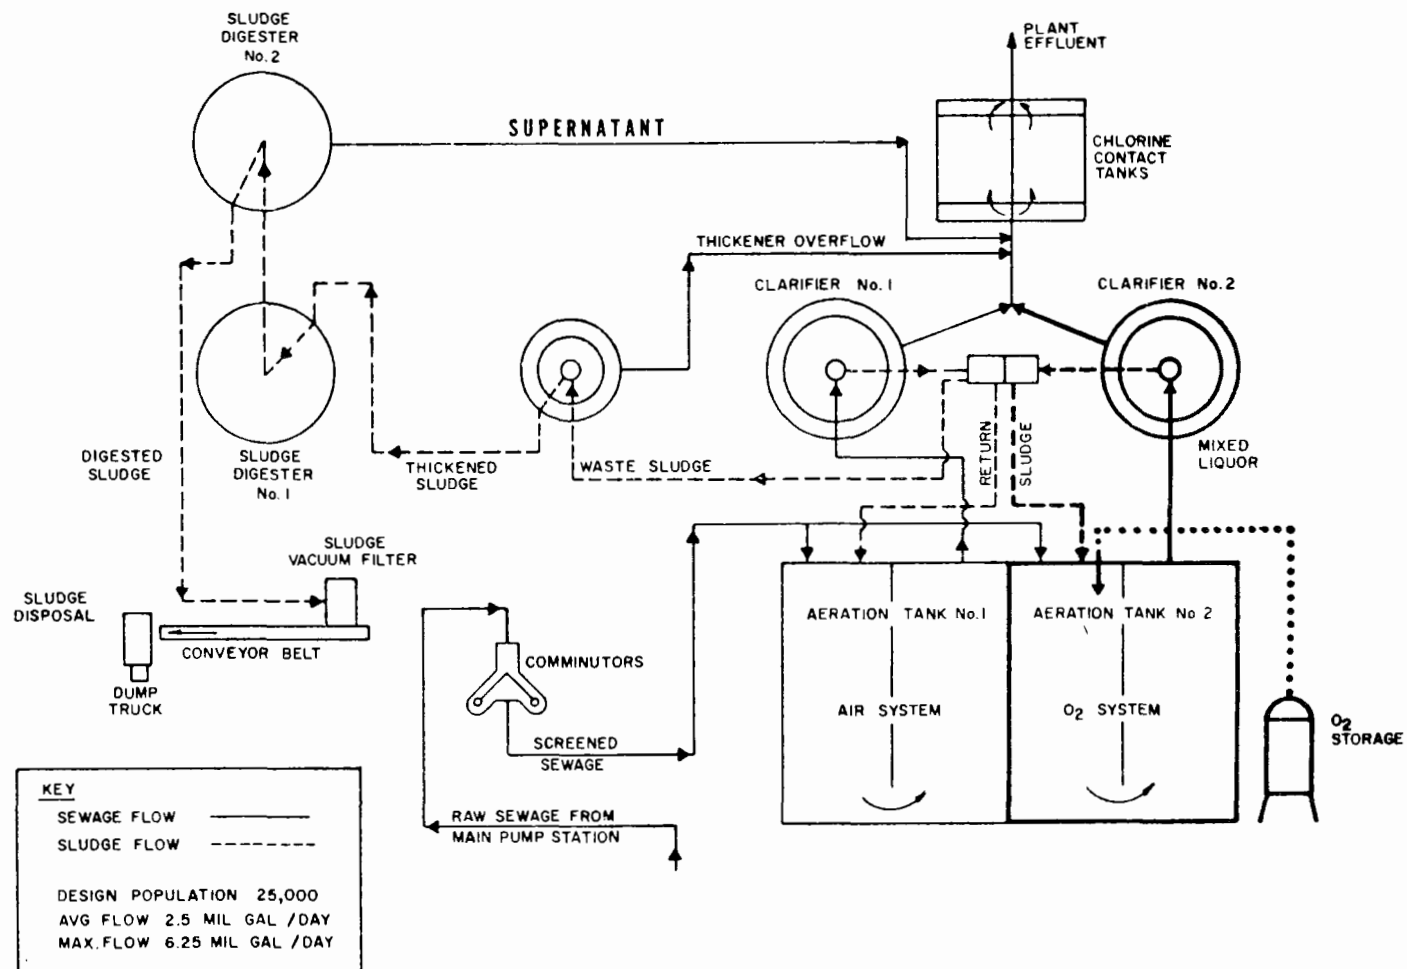 SLUDGE
DIGESTER
No. 2
PLANT
EFFLUENT
SUPERNATANT
CHLORINE
CONTACT
TANKS
THICKENER OVERFLOW
CLARIFIER No. 1
CLARIFIER No. 2
DIGESTED
SLUDGE
SLUDGE
DIGESTER
No. 1
THICKENED
SLUDGE
WASTE SLUDGE
RETURN
SLUDGE
MIXED
LIQUOR
SLUDGE
VACUUM FILTER
SLUDGE
DISPOSAL
CONVEYOR BELT
DUMP
TRUCK
COMMINUTORS
SCREENED
SEWAGE
RAW SEWAGE FROM
MAIN PUMP STATION
AERATION TANK No. 1
AERATION TANK No 2
AIR SYSTEM
O₂ SYSTEM
O₂
STORAGE
KEY
SEWAGE FLOW
SLUDGE FLOW
DESIGN POPULATION 25,000
AVG FLOW 2.5 MIL GAL /DAY
MAX. FLOW 6.25 MIL GAL /DAY